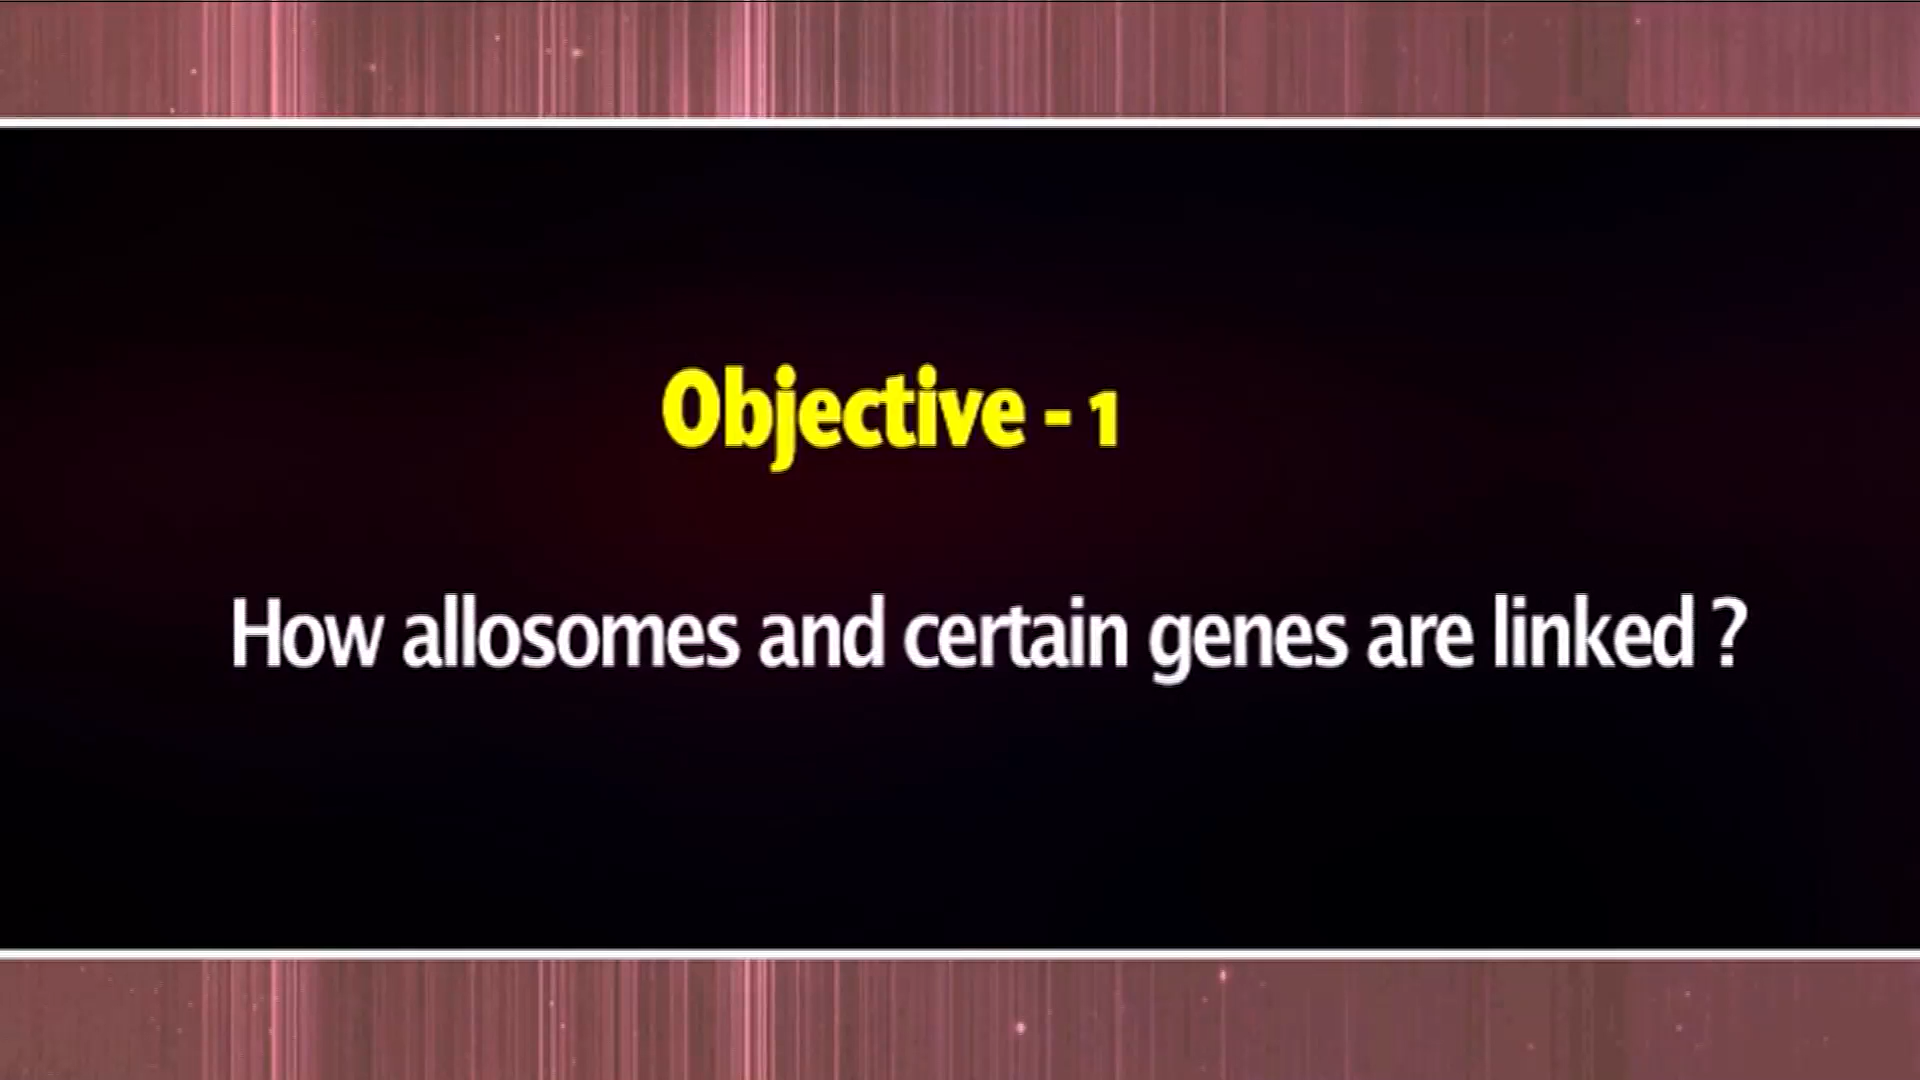 Objective - 1
How allosomes and certain genes are linked ?